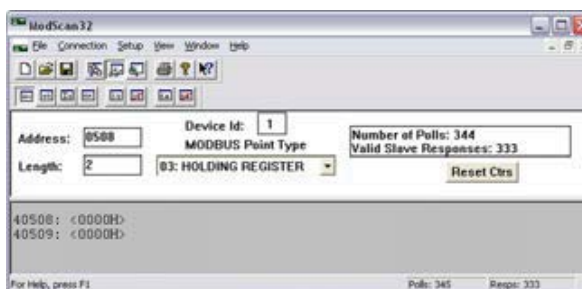 ModScan32
File Connection Setup View Window Help
Address: 0508
Device Id: 1
MODBUS Point Type
Length: 2
03: HOLDING REGISTER
Number of Polls: 344
Valid Slave Responses: 333
Reset Ctrs
40508: <0000H>
40509: <0000H>
For Help, press F1
Polls: 345
Resps: 333